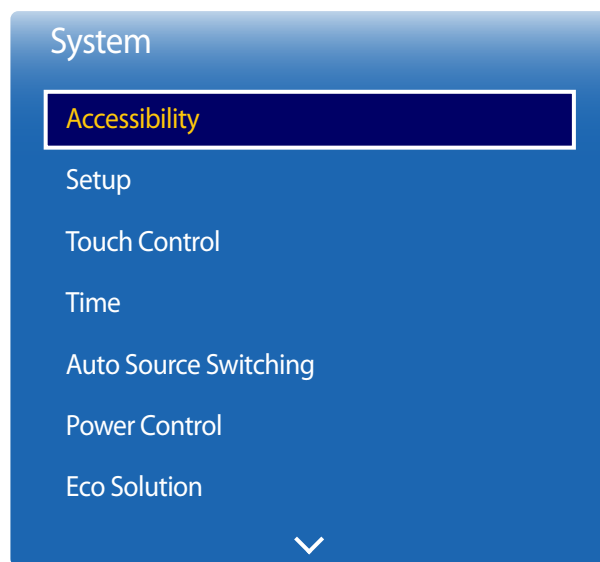 System
Accessibility
Setup
Touch Control
Time
Auto Source Switching
Power Control
Eco Solution